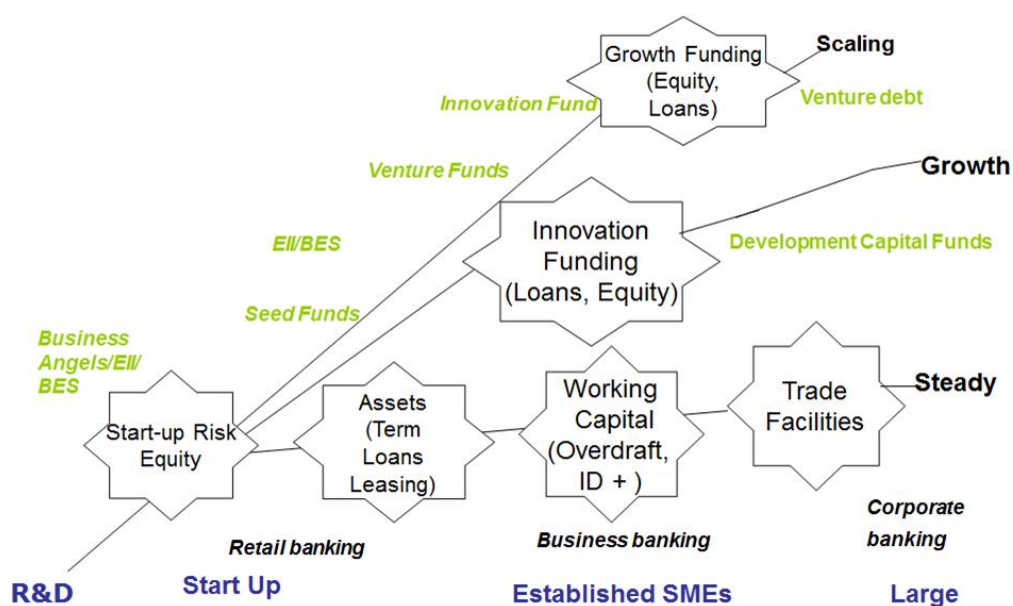 Growth Funding
(Equity,
Loans)
Scaling
Innovation Fund
Venture debt
Venture Funds
Growth
Innovation
Funding
(Loans, Equity)
EII/BES
Development Capital Funds
Seed Funds
Business
Angels/EII/
BES
Start-up Risk
Equity
Assets
(Term
Loans
Leasing)
Working
Capital
(Overdraft,
ID + )
Trade
Facilities
Steady
Retail banking
Business banking
Corporate
banking
R&D
Start Up
Established SMEs
Large